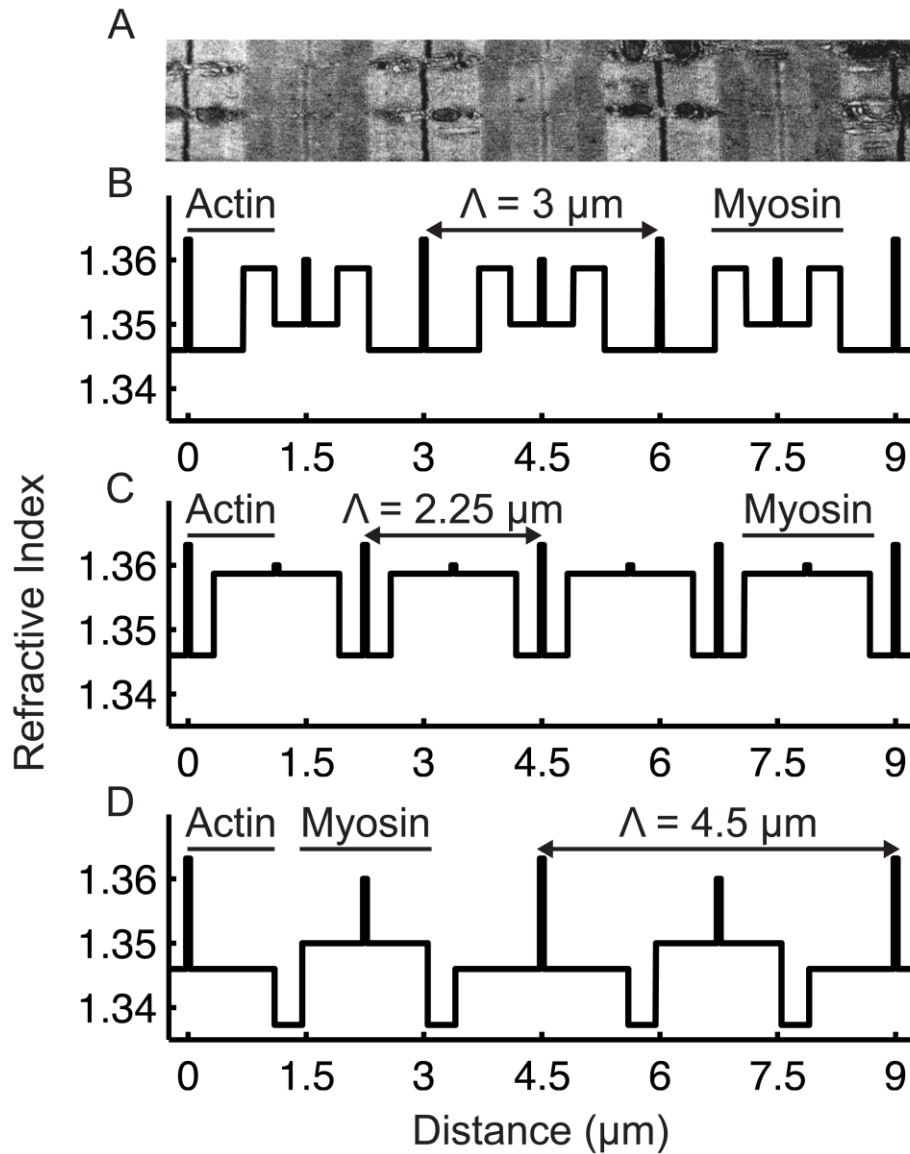 A
B
Actin Λ = 3 µm Myosin
1.36
1.35
1.34
0 1.5 3 4.5 6 7.5 9
C
Actin Λ = 2.25 µm Myosin
1.36
1.35
1.34
0 1.5 3 4.5 6 7.5 9
D
Actin Myosin Λ = 4.5 µm
1.36
1.35
1.34
0 1.5 3 4.5 6 7.5 9
Refractive Index
Distance (µm)